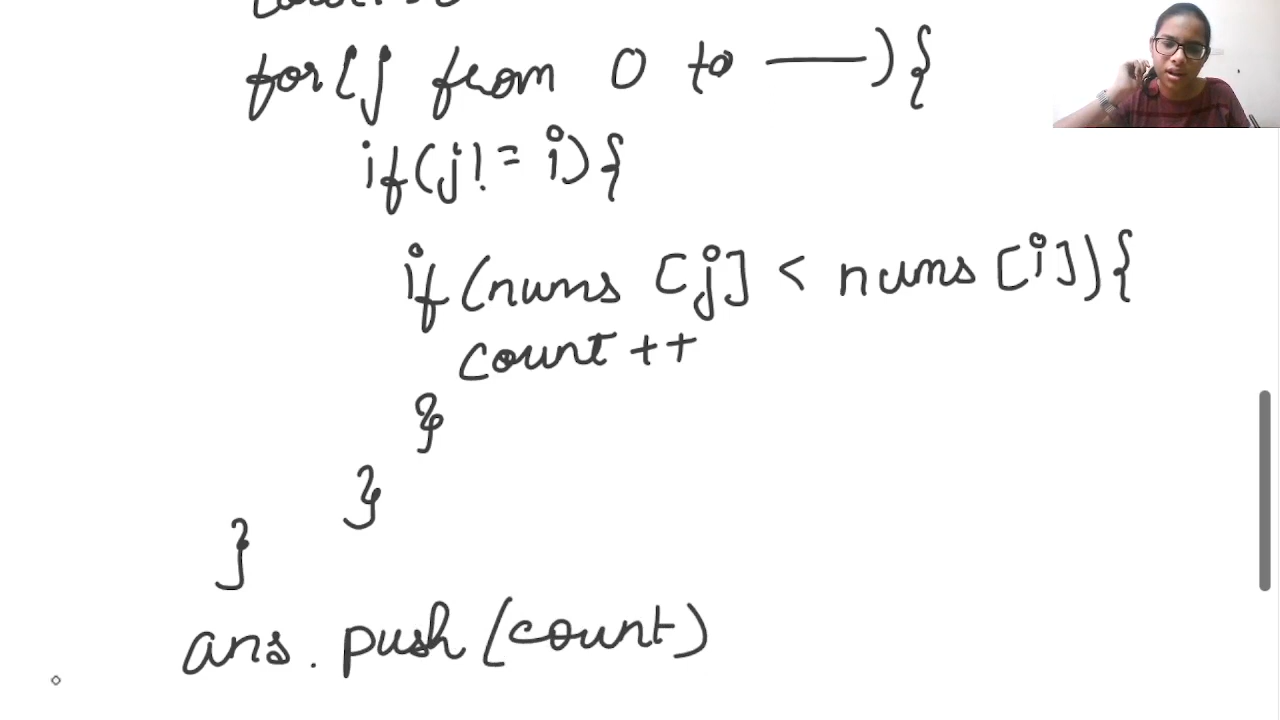 for(j from 0 to ——){
if(j!=i){
if(nums[j] < nums[i]){
count++
}
}
}
ans.push(count)